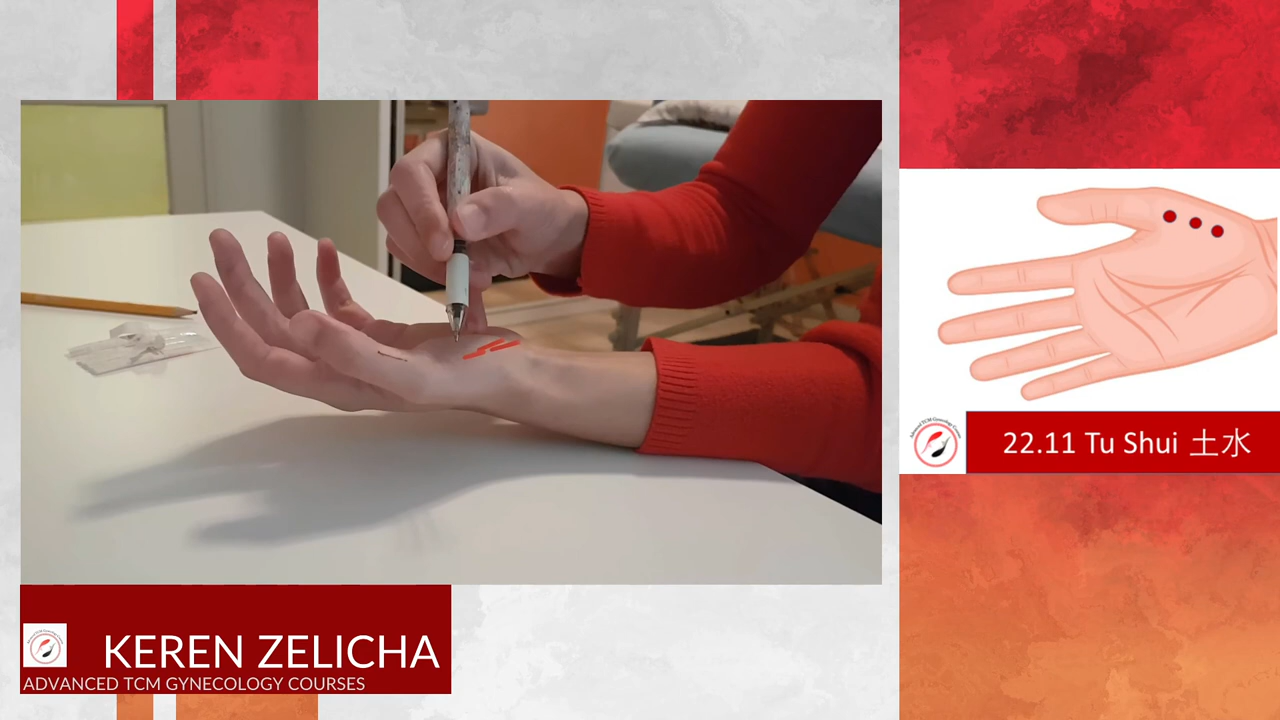 22.11 Tu Shui 土水
KEREN ZELICHA
ADVANCED TCM GYNECOLOGY COURSES